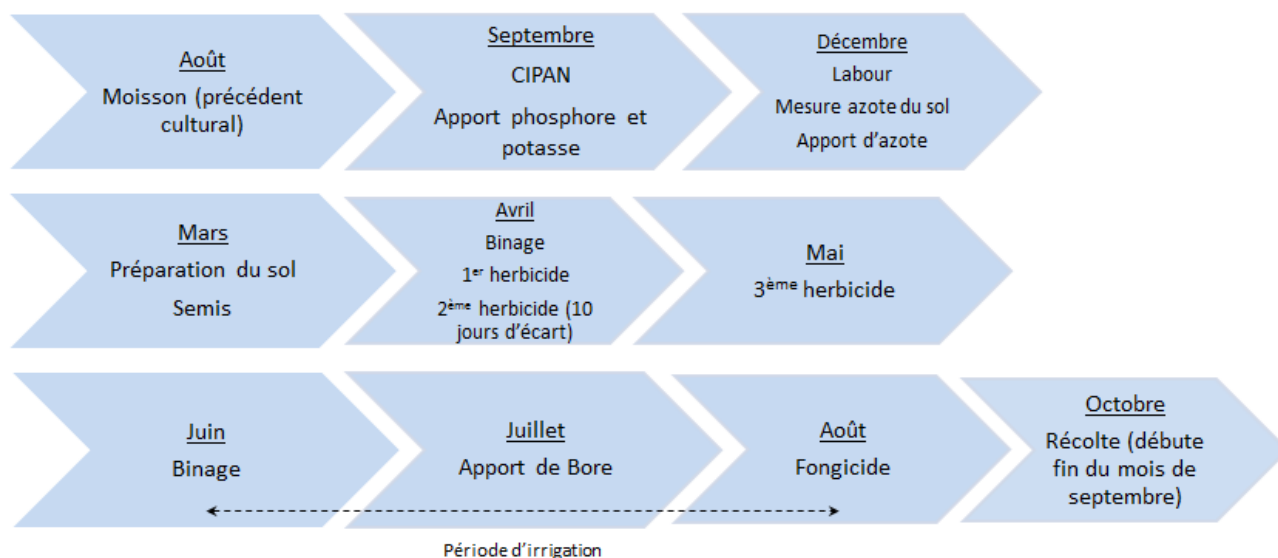 Août
Moisson (précédent
cultural)
Septembre
CIPAN
Apport phosphore et
potasse
Décembre
Labour
Mesure azote du sol
Apport d'azote
Mars
Préparation du sol
Semis
Avril
Binage
1er herbicide
2ème herbicide (10
jours d'écart)
Mai
3ème herbicide
Juin
Binage
Juillet
Apport de Bore
Août
Fongicide
Octobre
Récolte (débute
fin du mois de
septembre)
Période d'irrigation